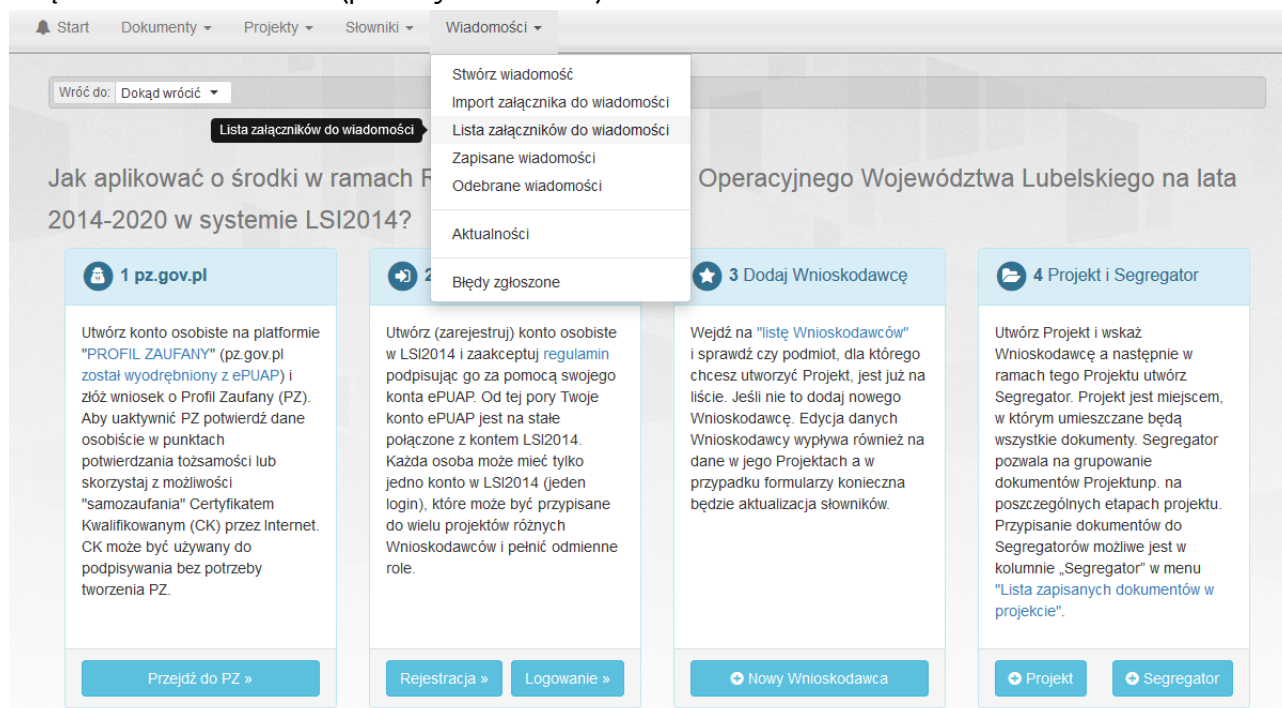 Start Dokumenty Projekty Słowniki Wiadomości
Stwórz wiadomość
Import załącznika do wiadomości
Lista załączników do wiadomości
Zapisane wiadomości
Odebrane wiadomości
Aktualności
Błędy zgłoszone
Wróć do: Dokąd wrócić
Lista załączników do wiadomości
Jak aplikować o środki w ramach Operacyjnego Województwa Lubelskiego na lata
2014-2020 w systemie LSI2014?
1 pz.gov.pl
Utwórz konto osobiste na platformie
"PROFIL ZAUFANY" (pz.gov.pl
został wyodrębniony z ePUAP) i
złóż wniosek o Profil Zaufany (PZ).
Aby uaktywnić PZ potwierdź dane
osobiście w punktach
potwierdzania tożsamości lub
skorzystaj z możliwości
"samozaufania" Certyfikatem
Kwalifikowanym (CK) przez Internet.
CK może być używany do
podpisywania bez potrzeby
tworzenia PZ.
Przejdź do PZ »
2
Utwórz (zarejestruj) konto osobiste
w LSI2014 i zaakceptuj regulamin
podpisując go za pomocą swojego
konta ePUAP. Od tej pory Twoje
konto ePUAP jest na stałe
połączone z kontem LSI2014.
Każda osoba może mieć tylko
jedno konto w LSI2014 (jeden
login), które może być przypisane
do wielu projektów różnych
Wnioskodawców i pełnić odmienne
role.
Rejestracja » Logowanie »
3 Dodaj Wnioskodawcę
Wejdź na "listę Wnioskodawców"
i sprawdź czy podmiot, dla którego
chcesz utworzyć Projekt, jest już na
liście. Jeśli nie to dodaj nowego
Wnioskodawcę. Edycja danych
Wnioskodawcy wypływa również na
dane w jego Projektach a w
przypadku formularzy konieczna
będzie aktualizacja słowników.
Nowy Wnioskodawca
4 Projekt i Segregator
Utwórz Projekt i wskaż
Wnioskodawcę a następnie w
ramach tego Projektu utwórz
Segregator. Projekt jest miejscem,
w którym umieszczane będą
wszystkie dokumenty. Segregator
pozwala na grupowanie
dokumentów Projektunp. na
poszczególnych etapach projektu.
Przypisanie dokumentów do
Segregatorów możliwe jest w
kolumnie „Segregator" w menu
"Lista zapisanych dokumentów w
projekcie".
Projekt Segregator